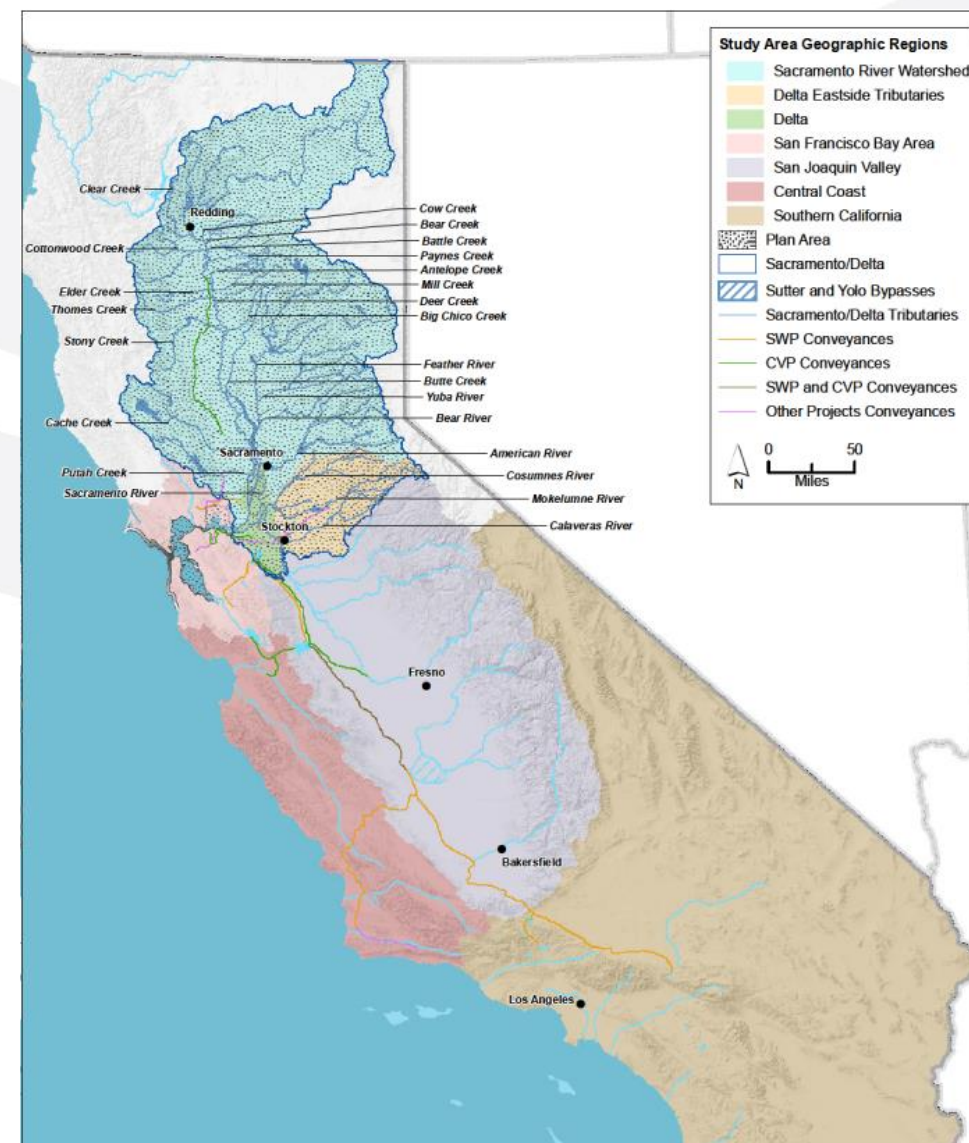 Study Area Geographic Regions
Sacramento River Watershed
Delta Eastside Tributaries
Delta
San Francisco Bay Area
San Joaquin Valley
Central Coast
Southern California
Plan Area
Sacramento/Delta
Sutter and Yolo Bypasses
Sacramento/Delta Tributaries
SWP Conveyances
CVP Conveyances
SWP and CVP Conveyances
Other Projects Conveyances
N
0 50
Miles
Clear Creek
Redding
Cow Creek
Bear Creek
Cottonwood Creek
Battle Creek
Paynes Creek
Antelope Creek
Elder Creek
Mill Creek
Thomes Creek
Deer Creek
Big Chico Creek
Stony Creek
Feather River
Butte Creek
Yuba River
Cache Creek
Bear River
Sacramento
American River
Putah Creek
Cosumnes River
Sacramento River
Mokelumne River
Stockton
Calaveras River
Fresno
Bakersfield
Los Angeles